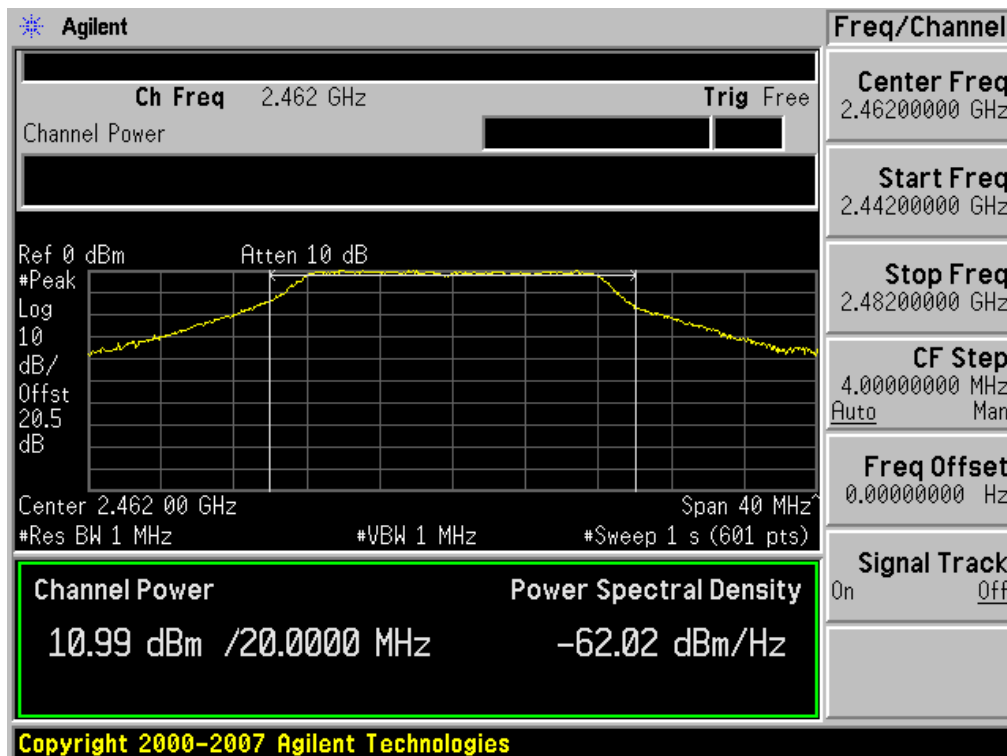 Agilent
Freq/Channel
Ch Freq 2.462 GHz Trig Free
Channel Power
Center Freq
2.46200000 GHz
Start Freq
2.44200000 GHz
Stop Freq
2.48200000 GHz
CF Step
4.00000000 MHz
Auto Man
Freq Offset
0.00000000 Hz
Signal Track
On Off
Ref 0 dBm Atten 10 dB
#Peak
Log
10
dB/
Offst
20.5
dB
Center 2.462 00 GHz Span 40 MHz^
#Res BW 1 MHz #VBW 1 MHz #Sweep 1 s (601 pts)
Channel Power Power Spectral Density
10.99 dBm /20.0000 MHz -62.02 dBm/Hz
Copyright 2000-2007 Agilent Technologies